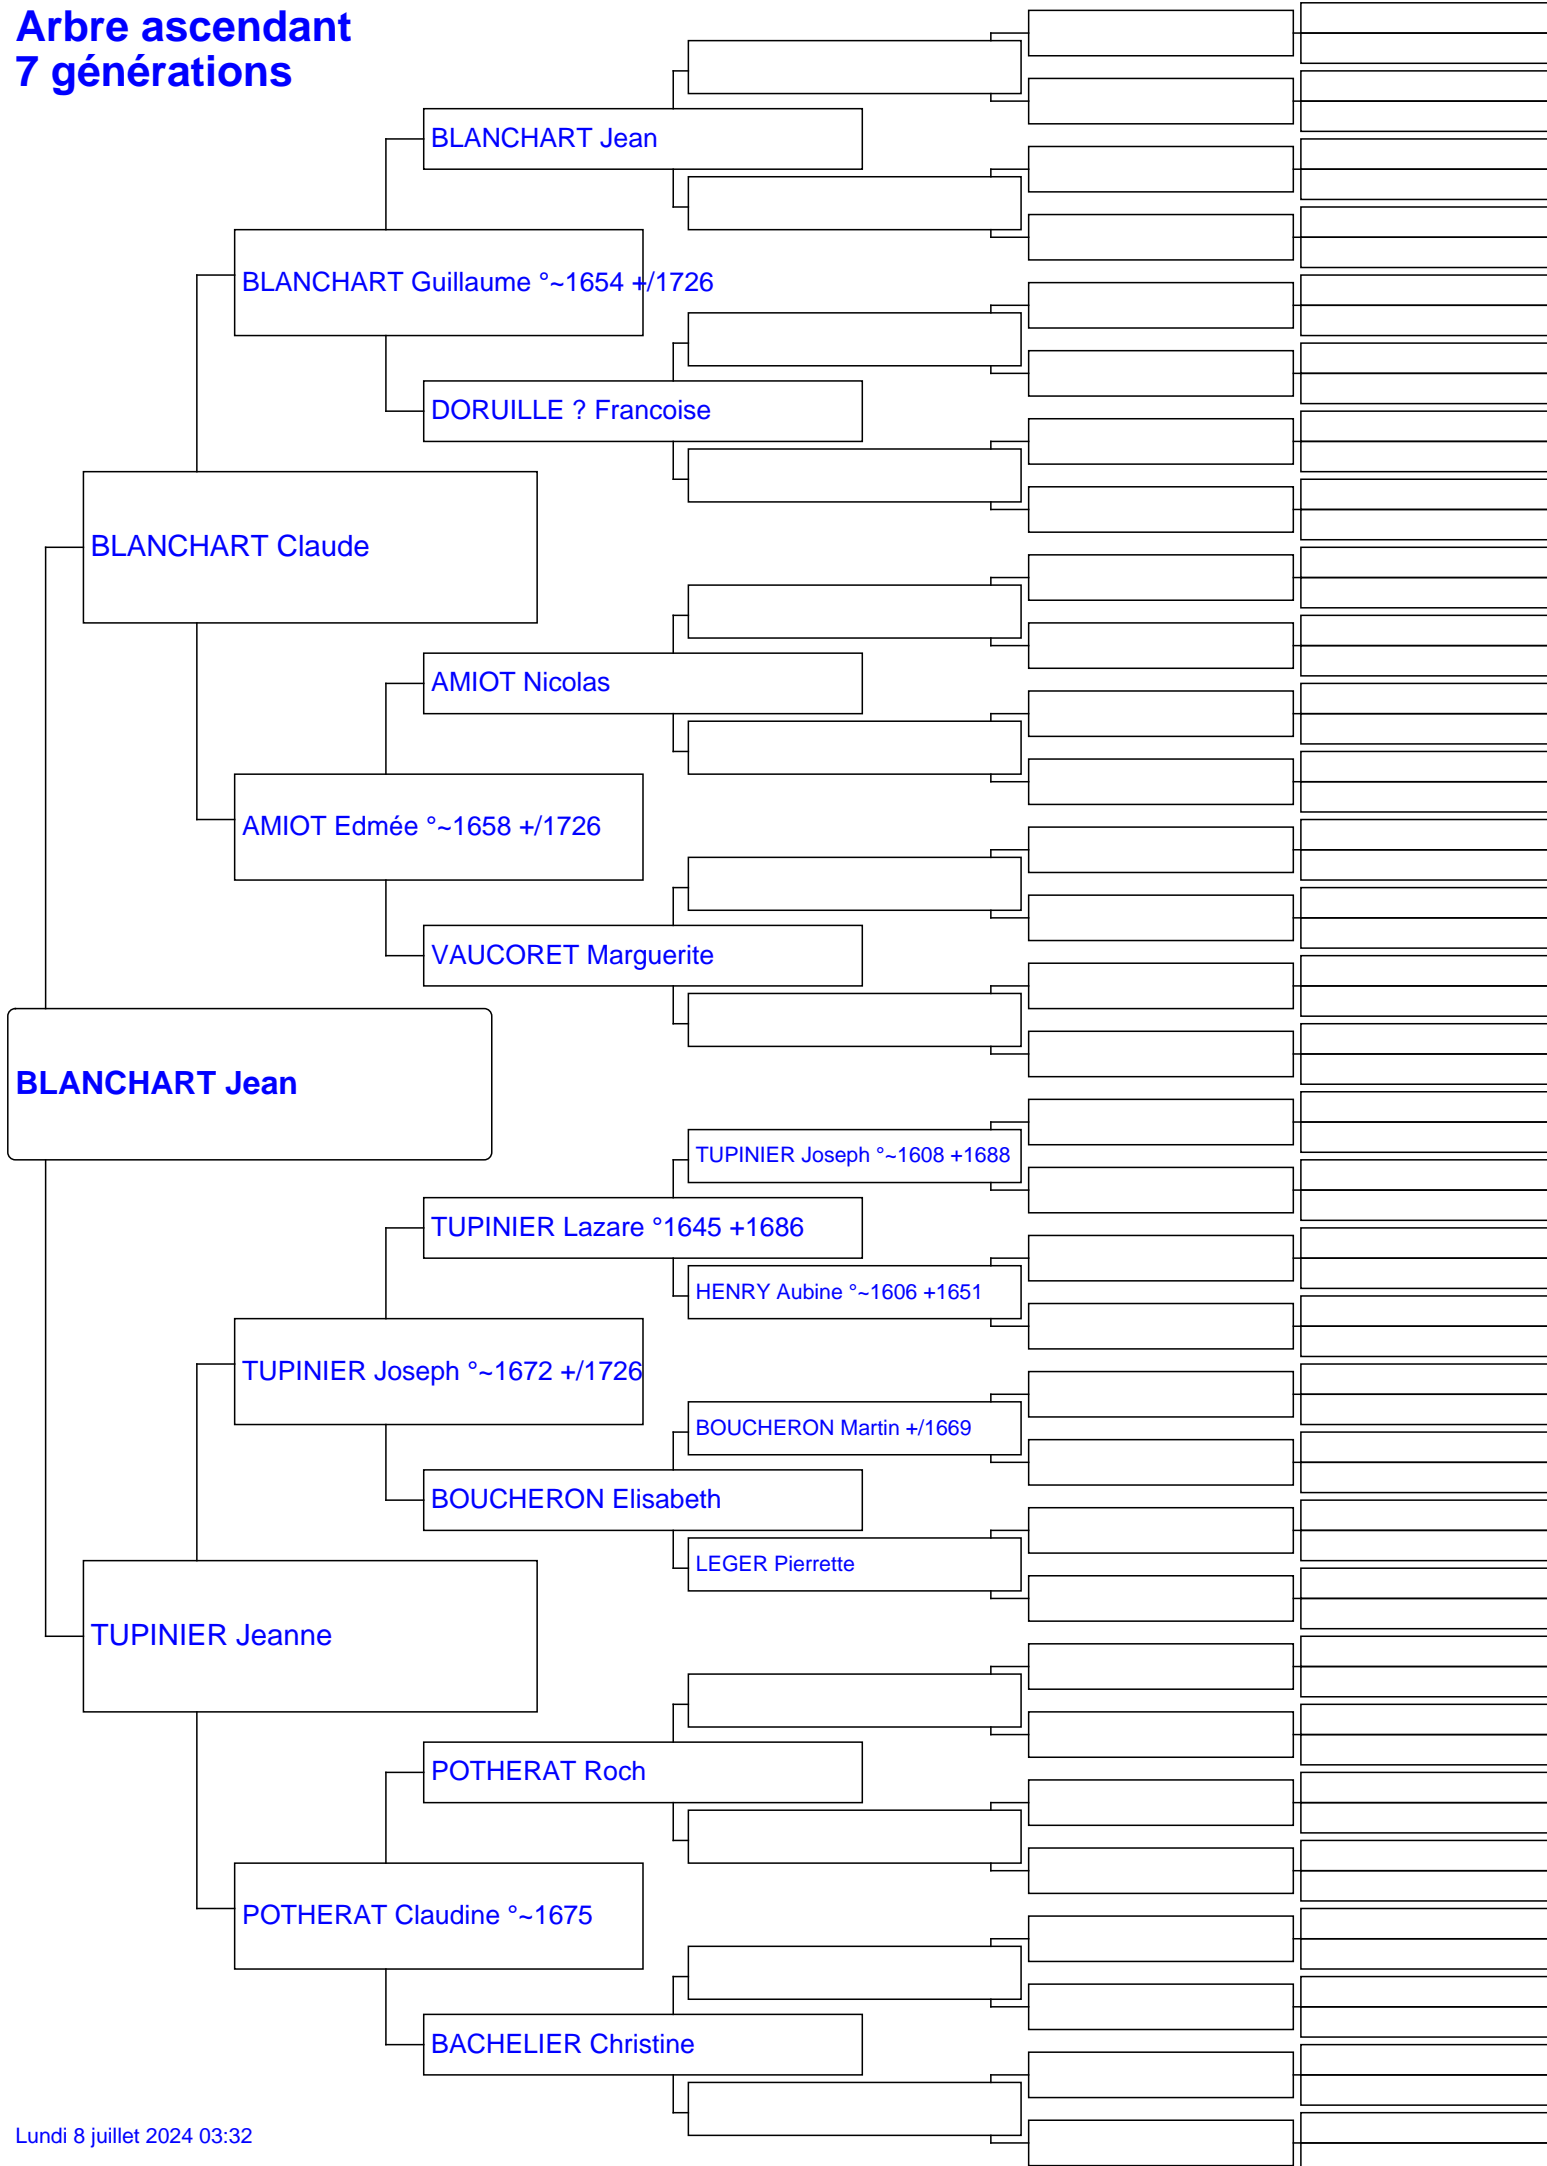 Arbre ascendant
7 générations
BLANCHART Jean
BLANCHART Guillaume °~1654 +/1726
DORUILLE ? Francoise
BLANCHART Claude
AMIOT Nicolas
AMIOT Edmée °~1658 +/1726
VAUCORET Marguerite
BLANCHART Jean
TUPINIER Joseph °~1608 +1688
TUPINIER Lazare °1645 +1686
HENRY Aubine °~1606 +1651
TUPINIER Joseph °~1672 +/1726
BOUCHERON Martin +/1669
BOUCHERON Elisabeth
LEGER Pierrette
TUPINIER Jeanne
POTHERAT Roch
POTHERAT Claudine °~1675
BACHELIER Christine
Lundi 8 juillet 2024 03:32